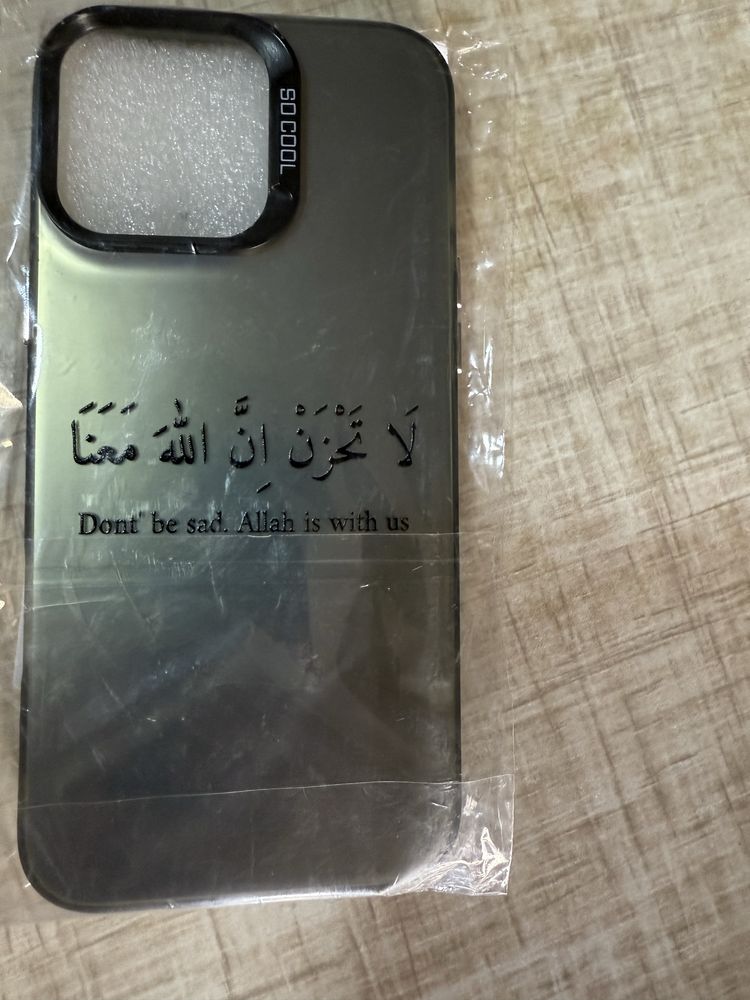 SO COOL
لَا تَحْزَنْ إِنَّ اللّٰهَ مَعَنَا
Dont' be sad. Allah is with us